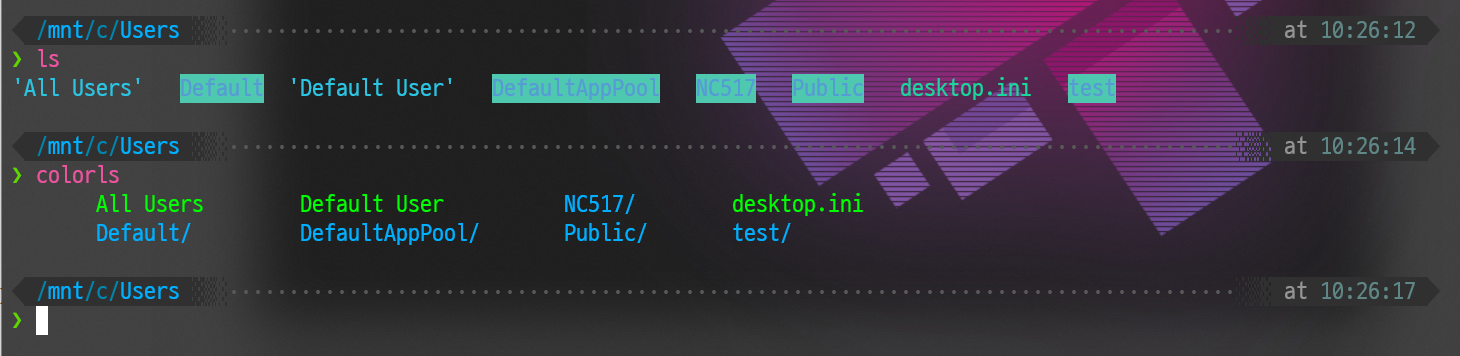 /mnt/c/Users at 10:26:12
❯ ls
'All Users' Default 'Default User' DefaultAppPool NC517 Public desktop.ini test
/mnt/c/Users at 10:26:14
❯ colorls
All Users Default User NC517/ desktop.ini
Default/ DefaultAppPool/ Public/ test/
/mnt/c/Users at 10:26:17
❯